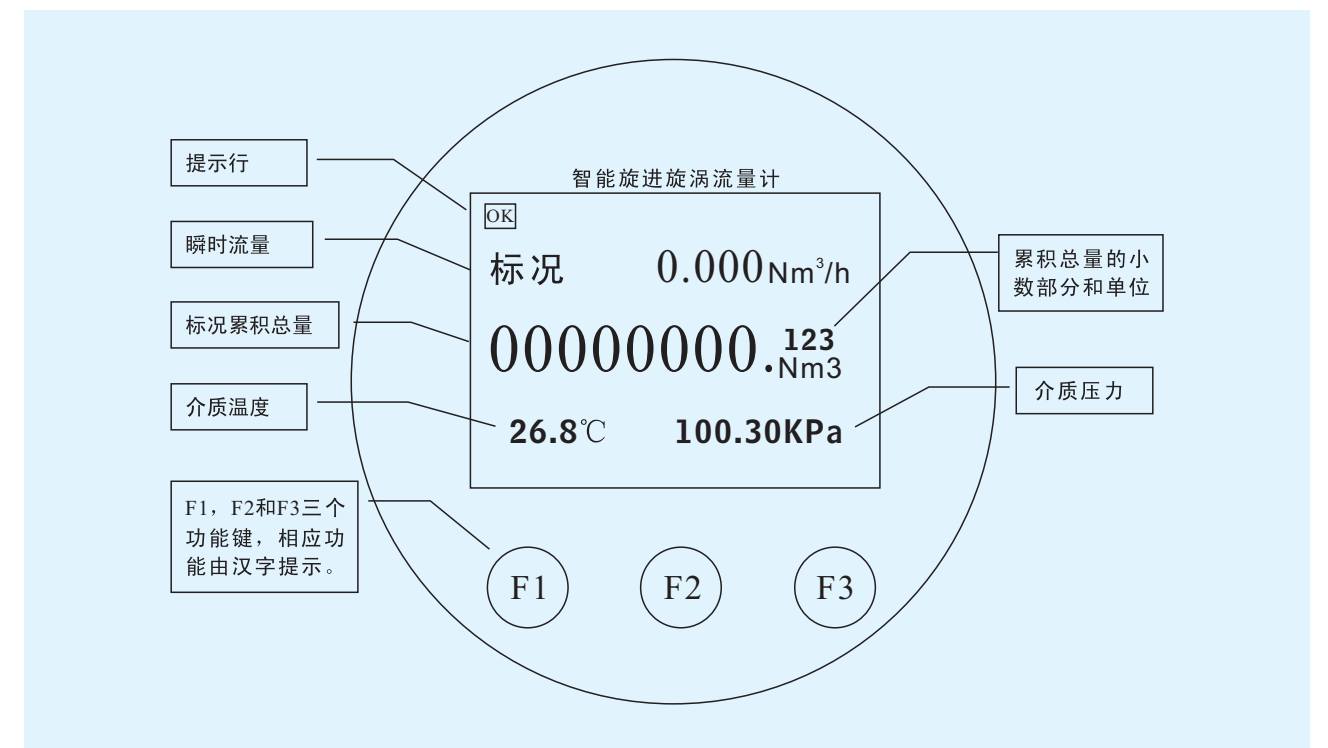 智能旋进旋涡流量计
提示行
OK
瞬时流量
标况 0.000Nm³/h
累积总量的小
数部分和单位
标况累积总量
00000000.123
Nm3
介质温度
26.8℃ 100.30KPa
介质压力
F1，F2和F3三个
功能键，相应功
能由汉字提示。
F1 F2 F3